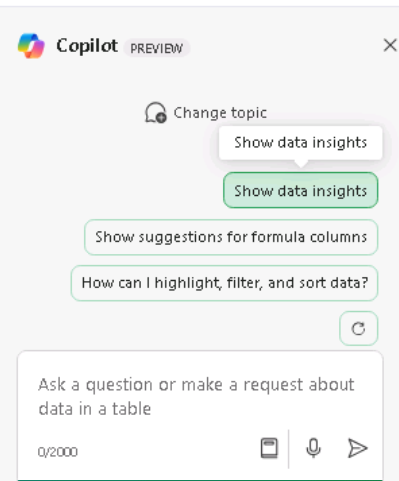 Copilot PREVIEW
Change topic
Show data insights
Show data insights
Show suggestions for formula columns
How can I highlight, filter, and sort data?
Ask a question or make a request about
data in a table
0/2000